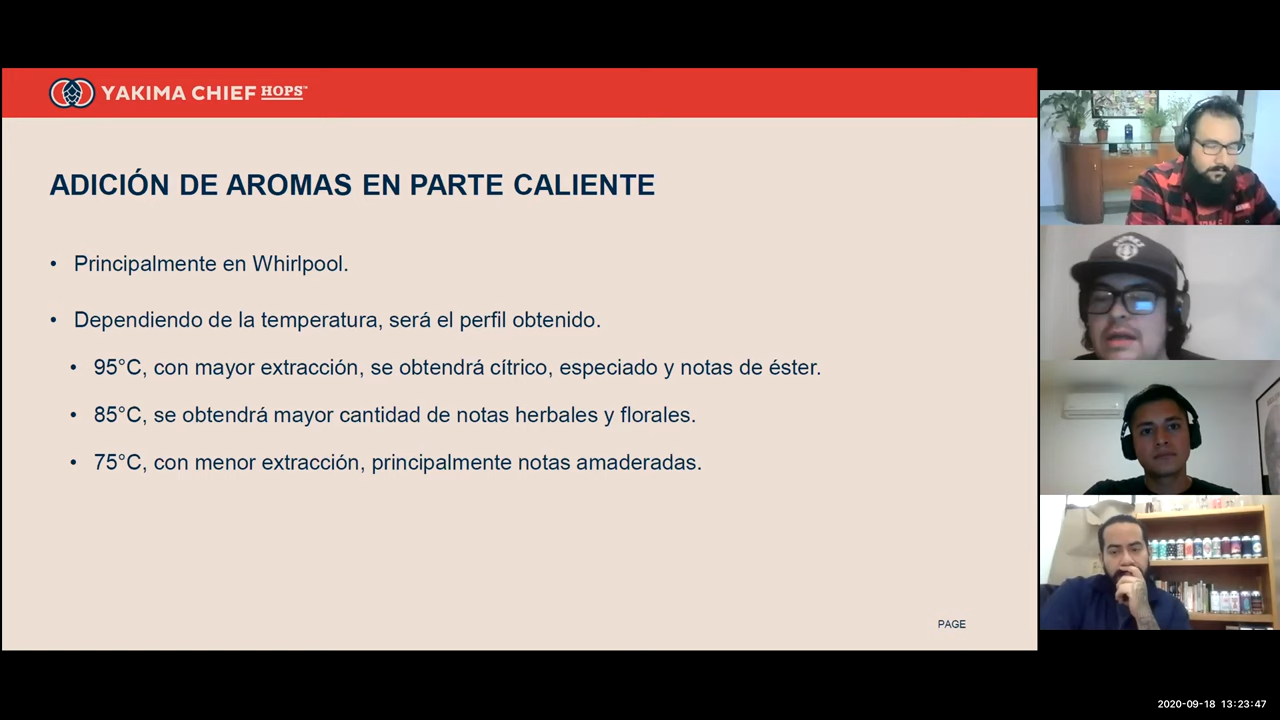 YAKIMA CHIEF HOPS™
ADICIÓN DE AROMAS EN PARTE CALIENTE
• Principalmente en Whirlpool.
• Dependiendo de la temperatura, será el perfil obtenido.
• 95°C, con mayor extracción, se obtendrá cítrico, especiado y notas de éster.
• 85°C, se obtendrá mayor cantidad de notas herbales y florales.
• 75°C, con menor extracción, principalmente notas amaderadas.
PAGE
2020-09-18 13:23:47